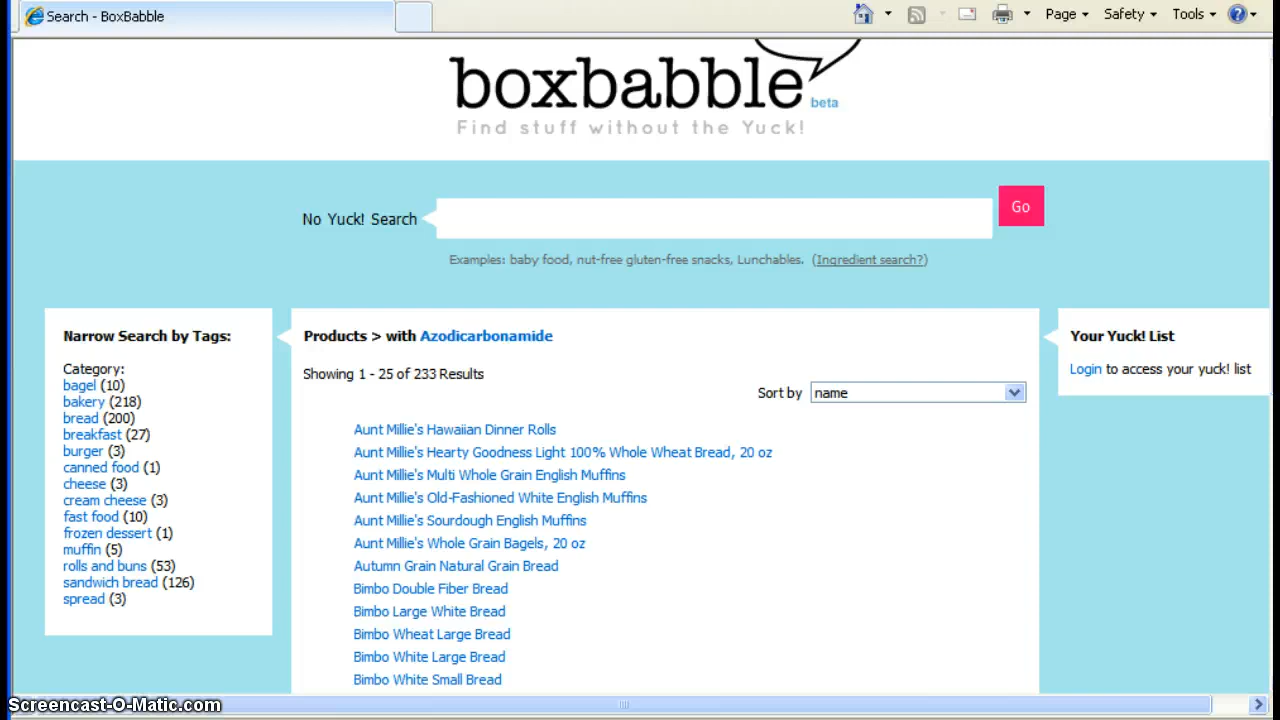 Search - BoxBabble
Page
Safety
Tools
boxbabble
beta
Find stuff without the Yuck!
No Yuck! Search
Go
Examples: baby food, nut-free gluten-free snacks, Lunchables. (Ingredient search?)
Narrow Search by Tags:
Category:
bagel (10)
bakery (218)
bread (200)
breakfast (27)
burger (3)
canned food (1)
cheese (3)
cream cheese (3)
fast food (10)
frozen dessert (1)
muffin (5)
rolls and buns (53)
sandwich bread (126)
spread (3)
Products > with Azodicarbonamide
Showing 1 - 25 of 233 Results
Sort by name
Aunt Millie's Hawaiian Dinner Rolls
Aunt Millie's Hearty Goodness Light 100% Whole Wheat Bread, 20 oz
Aunt Millie's Multi Whole Grain English Muffins
Aunt Millie's Old-Fashioned White English Muffins
Aunt Millie's Sourdough English Muffins
Aunt Millie's Whole Grain Bagels, 20 oz
Autumn Grain Natural Grain Bread
Bimbo Double Fiber Bread
Bimbo Large White Bread
Bimbo Wheat Large Bread
Bimbo White Large Bread
Bimbo White Small Bread
Your Yuck! List
Login to access your yuck! list
Screencast-O-Matic.com